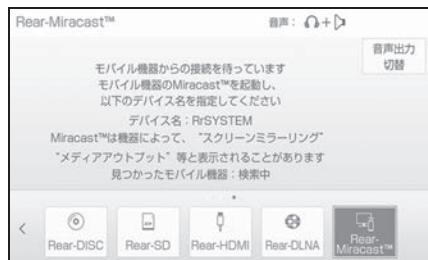 Rear-Miracast™
音声：
音声出力
切替
モバイル機器からの接続を待っています
モバイル機器のMiracast™を起動し、
以下のデバイス名を指定してください
デバイス名：RrSYSTEM
Miracast™は機器によって、“スクリーンミラーリング”
“メディアアウトプット”等と表示されることがあります
見つかったモバイル機器：検索中
Rear-DISC
Rear-SD
Rear-HDMI
Rear-DLNA
Rear-
Miracast™